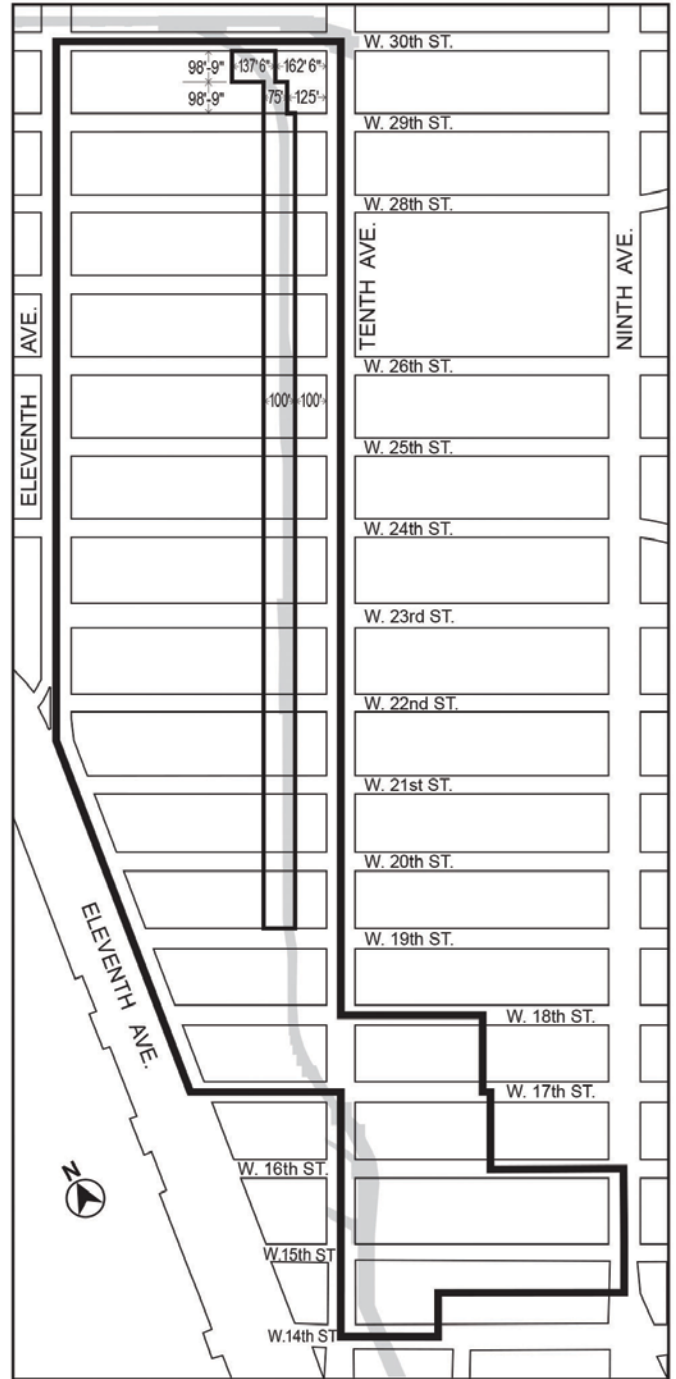 W. 30th ST.
98'-9"
137'6"
162'6"
98'-9"
75'
125'
W. 29th ST.
W. 28th ST.
TENTH AVE.
NINTH AVE.
ELEVENTH AVE.
W. 26th ST.
100'
100'
W. 25th ST.
W. 24th ST.
W. 23rd ST.
W. 22nd ST.
W. 21st ST.
W. 20th ST.
ELEVENTH AVE.
W. 19th ST.
W. 18th ST.
W. 17th ST.
W. 16th ST.
N
W.15th ST
W.14th ST